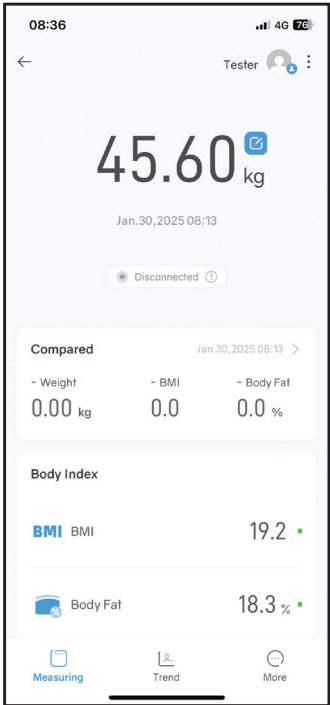 08:36 4G 76
Tester
45.60 kg
Jan.30,2025 08:13
Disconnected
Compared Jan.30,2025 08:13 >
- Weight - BMI - Body Fat
0.00 kg 0.0 0.0 %
Body Index
BMI BMI 19.2
Body Fat 18.3 %
Measuring Trend More